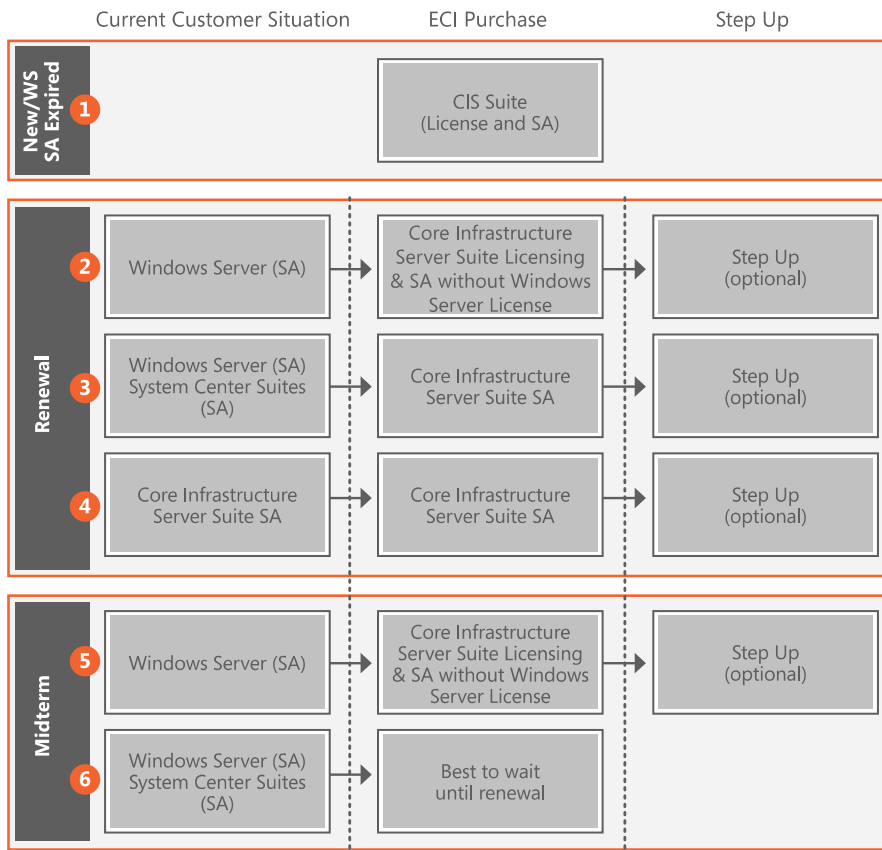 Current Customer Situation
ECI Purchase
Step Up
New/WS
SA Expired
1
CIS Suite
(License and SA)
Renewal
2
Windows Server (SA)
Core Infrastructure
Server Suite Licensing
& SA without Windows
Server License
Step Up
(optional)
3
Windows Server (SA)
System Center Suites
(SA)
Core Infrastructure
Server Suite SA
Step Up
(optional)
4
Core Infrastructure
Server Suite SA
Core Infrastructure
Server Suite SA
Step Up
(optional)
Midterm
5
Windows Server (SA)
Core Infrastructure
Server Suite Licensing
& SA without Windows
Server License
Step Up
(optional)
6
Windows Server (SA)
System Center Suites
(SA)
Best to wait
until renewal